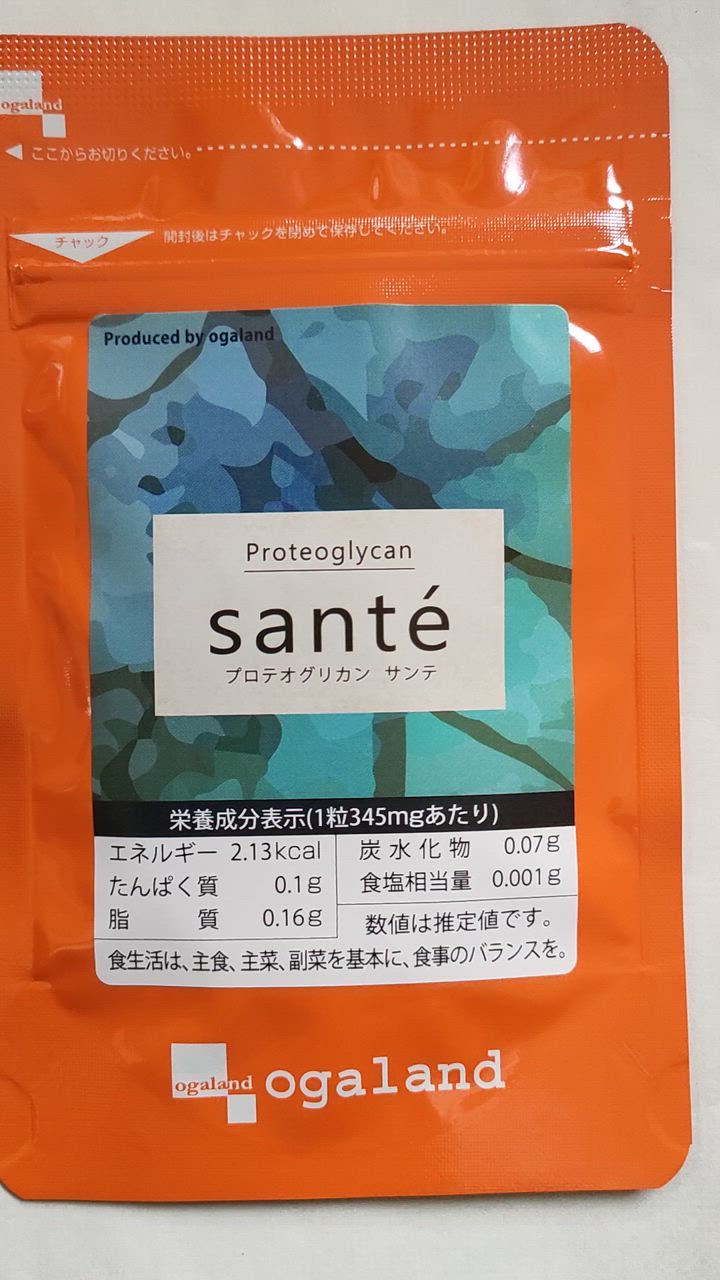 ogaland
ここからお切りください。
チャック
開封後はチャックを閉めて保存してください。
Produced by ogaland
Proteoglycan
santé
プロテオグリカン サンテ
栄養成分表示(1粒345mgあたり)
エネルギー 2.13kcal
たんぱく質 0.1g
脂 質 0.16g
炭水化物 0.07g
食塩相当量 0.001g
数値は推定値です。
食生活は、主食、主菜、副菜を基本に、食事のバランスを。
ogaland
ogaland